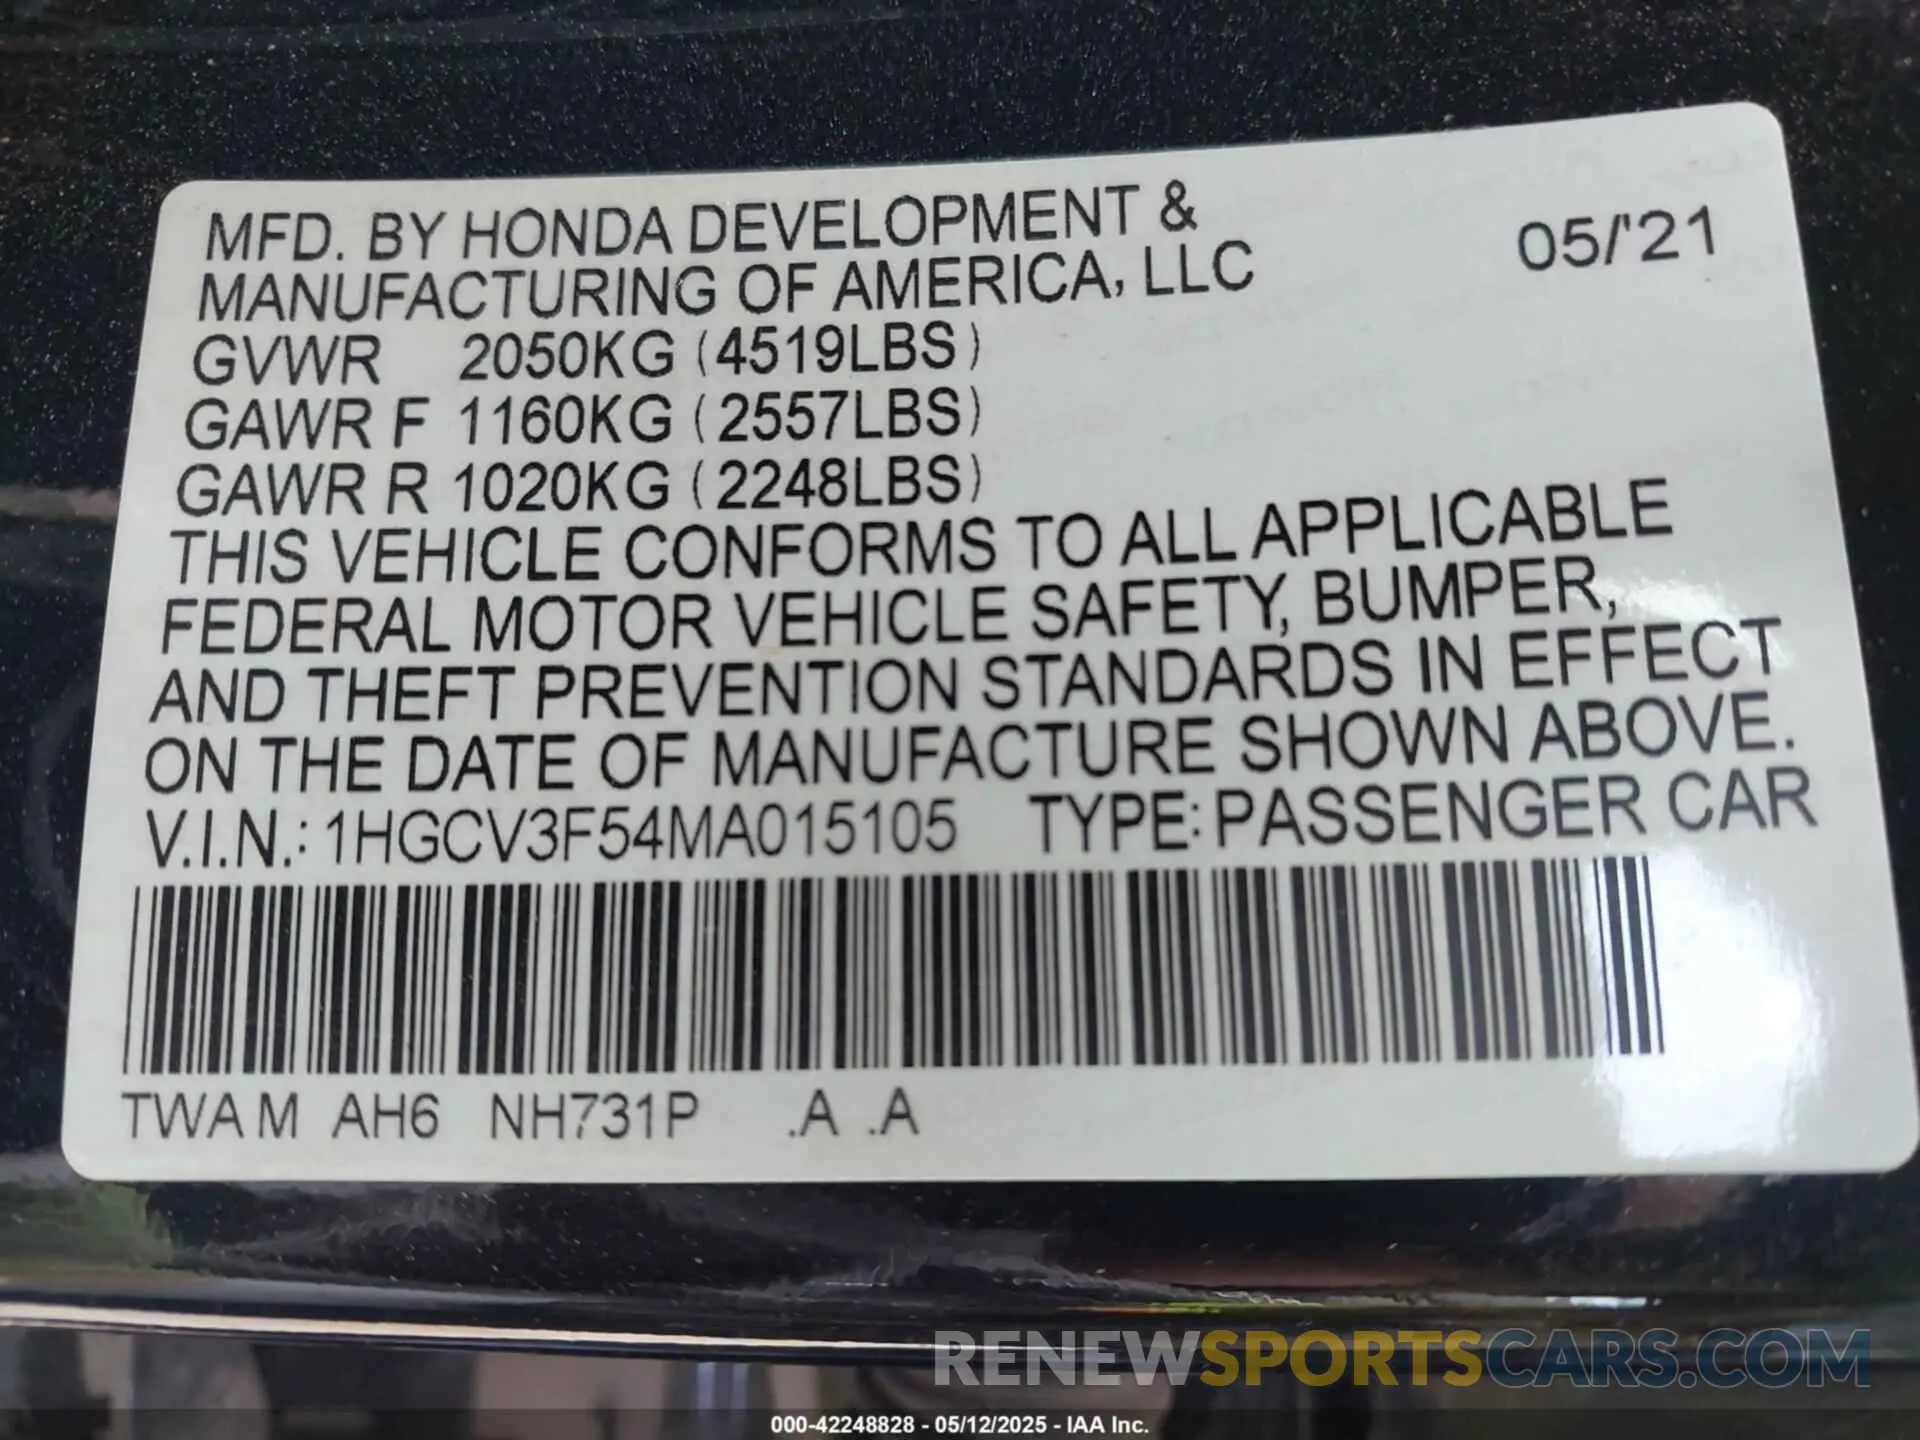 MFD. BY HONDA DEVELOPMENT &
MANUFACTURING OF AMERICA, LLC
05/'21
GVWR 2050KG (4519LBS)
GAWR F 1160KG (2557LBS)
GAWR R 1020KG (2248LBS)
THIS VEHICLE CONFORMS TO ALL APPLICABLE
FEDERAL MOTOR VEHICLE SAFETY, BUMPER,
AND THEFT PREVENTION STANDARDS IN EFFECT
ON THE DATE OF MANUFACTURE SHOWN ABOVE.
V.I.N.: 1HGCV3F54MA015105 TYPE: PASSENGER CAR
TWA M AH6 NH731P .A .A
RENEWSPORTSCARS.COM
000-42248828 - 05/12/2025 - IAA Inc.